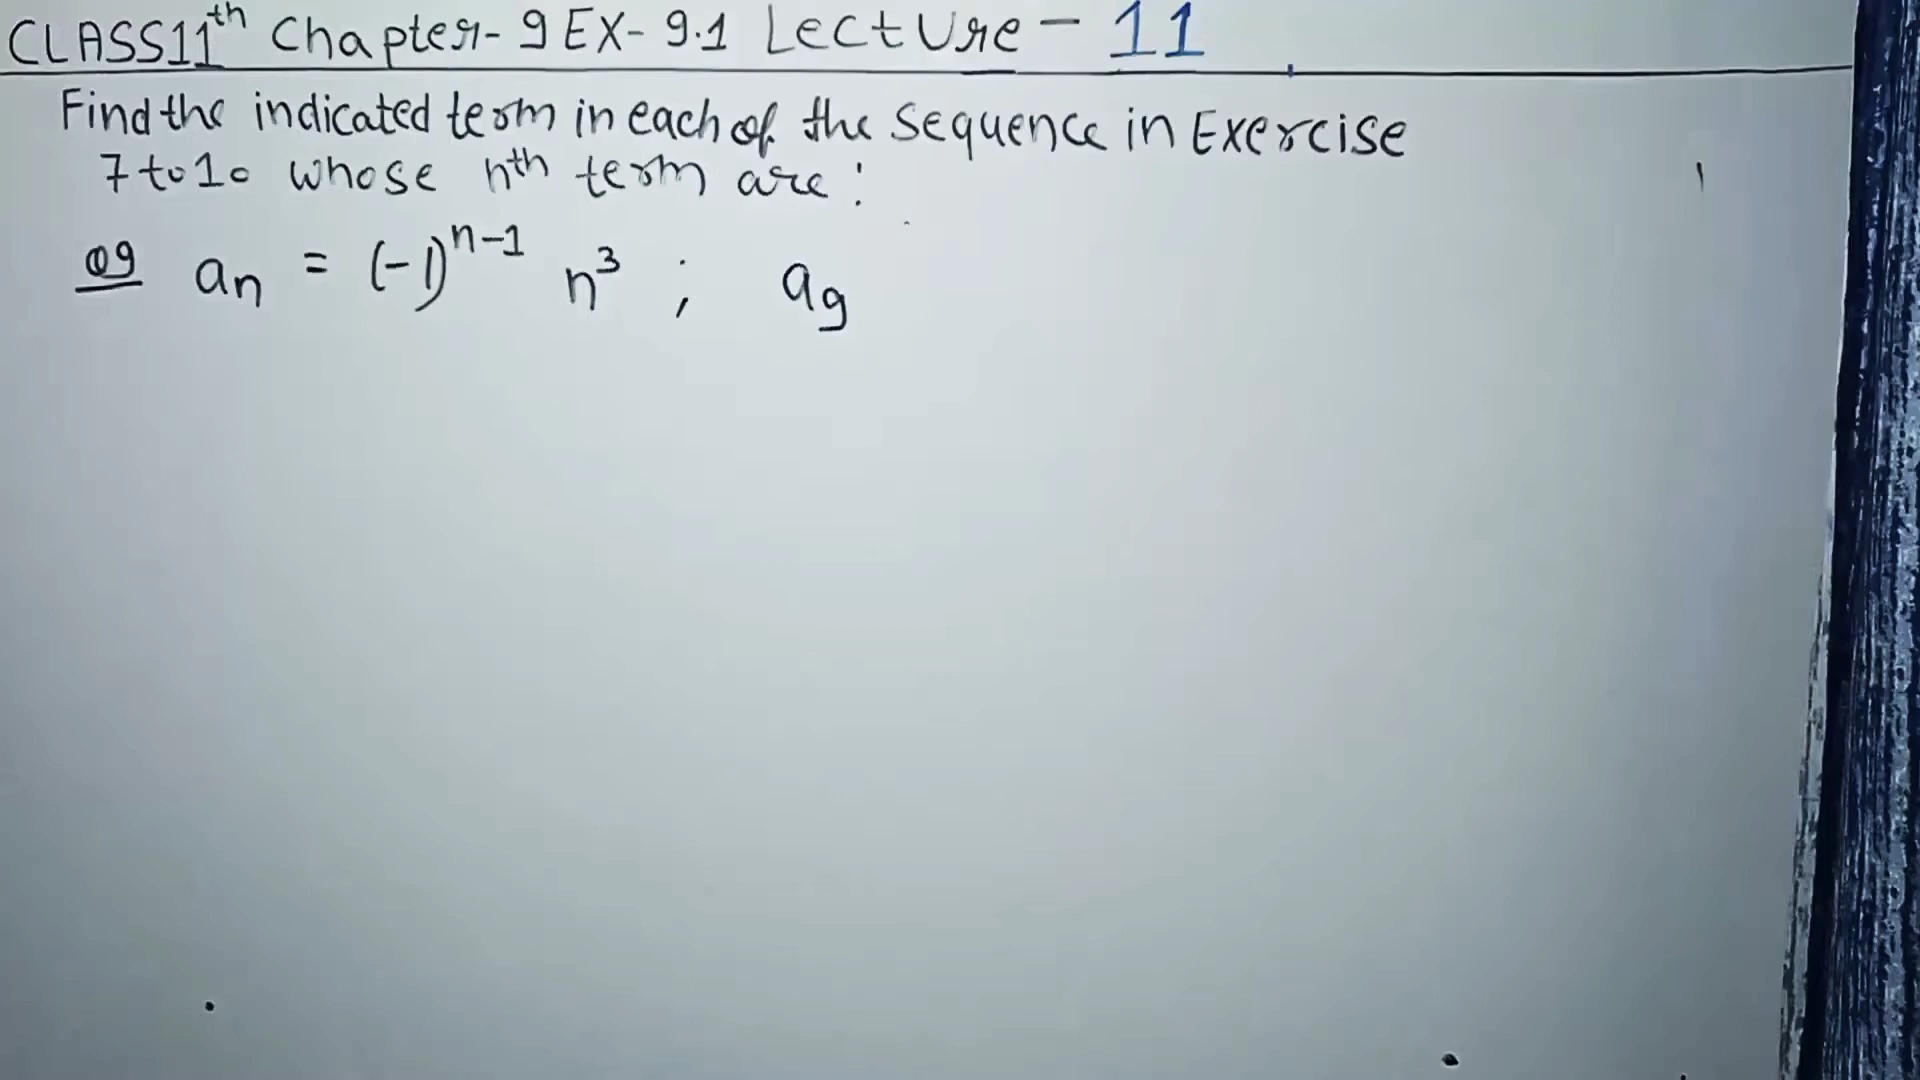 CLASS11th Chapter- 9 EX- 9.1 Lecture - 11
Find the indicated term in each of the sequence in Exercise
7 to 10 whose nth term are :
Q9 an = (-1)^n-1 n^3 ; a9